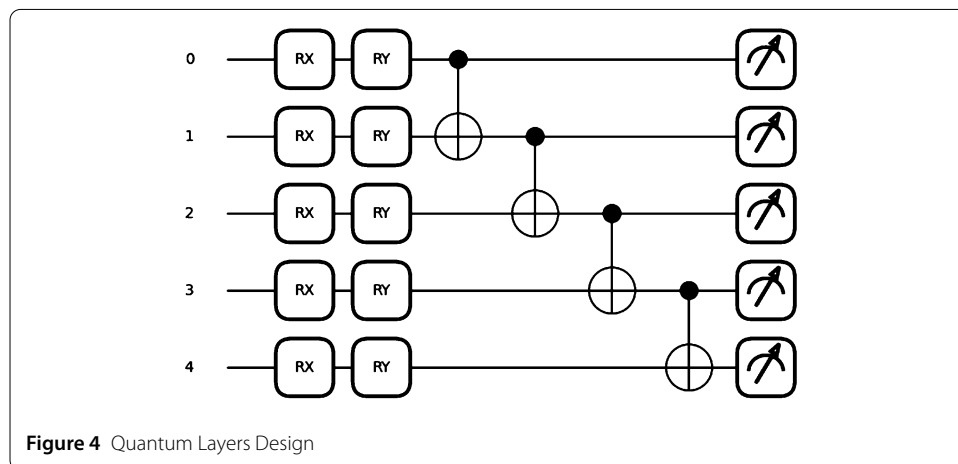 0 RX RY
1 RX RY
2 RX RY
3 RX RY
4 RX RY
Figure 4 Quantum Layers Design